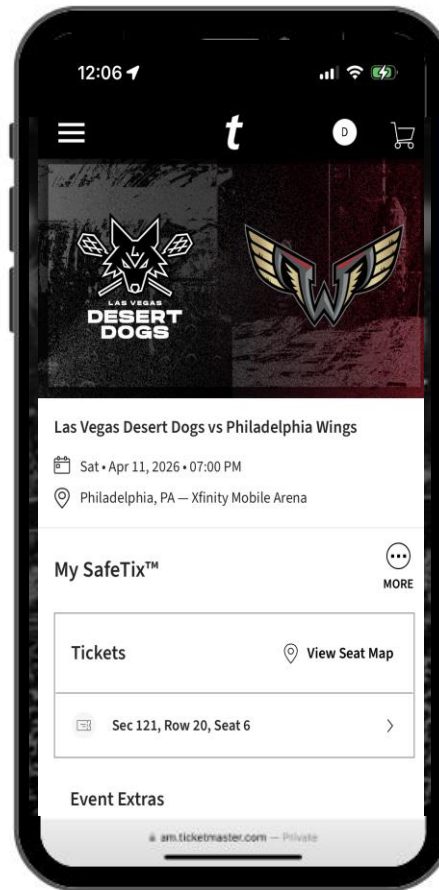 12:06
t
D
LAS VEGAS
DESERT
DOGS
W
Las Vegas Desert Dogs vs Philadelphia Wings
Sat • Apr 11, 2026 • 07:00 PM
Philadelphia, PA — Xfinity Mobile Arena
My SafeTix™
MORE
Tickets
View Seat Map
Sec 121, Row 20, Seat 6
Event Extras
am.ticketmaster.com — Private